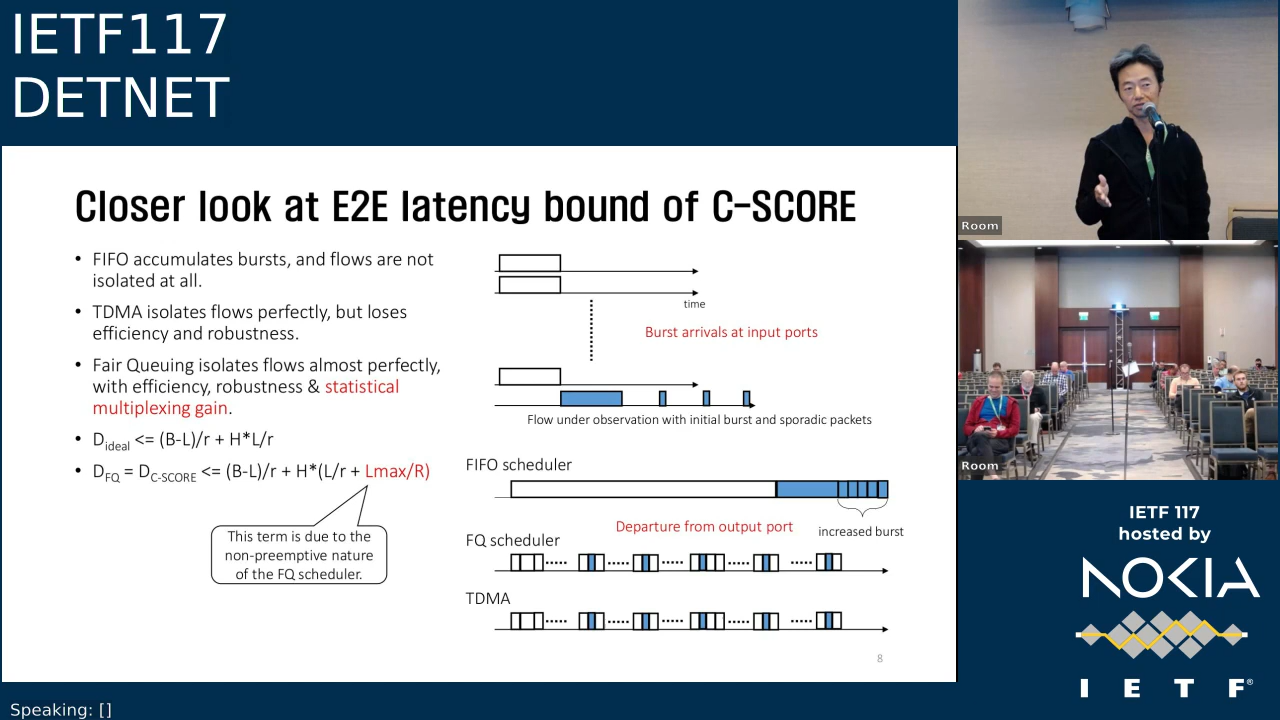 IETF117
DETNET
Closer look at E2E latency bound of C-SCORE
• FIFO accumulates bursts, and flows are not
isolated at all.
• TDMA isolates flows perfectly, but loses
efficiency and robustness.
• Fair Queuing isolates flows almost perfectly,
with efficiency, robustness & statistical
multiplexing gain.
• Dideal <= (B-L)/r + H*L/r
• DFQ = DC-SCORE <= (B-L)/r + H*(L/r + Lmax/R)
This term is due to the
non-preemptive nature
of the FQ scheduler.
time
Burst arrivals at input ports
Flow under observation with initial burst and sporadic packets
FIFO scheduler
Departure from output port
increased burst
FQ scheduler
TDMA
8
Room
Room
IETF 117
hosted by
NOKIA
I E T F®
Speaking: []